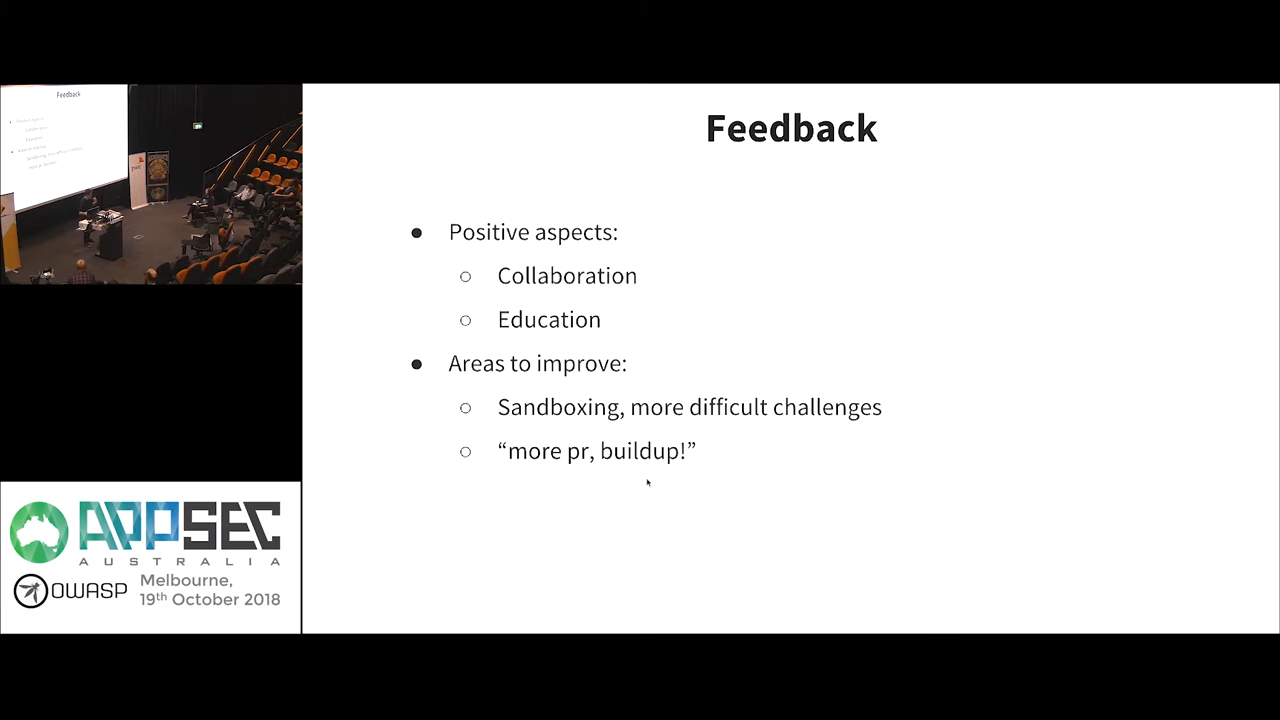 Feedback
● Positive aspects:
○ Collaboration
○ Education
● Areas to improve:
○ Sandboxing, more difficult challenges
○ “more pr, buildup!”
Feedback
APPSEC
AUSTRALIA
OWASP
Melbourne,
19th October 2018